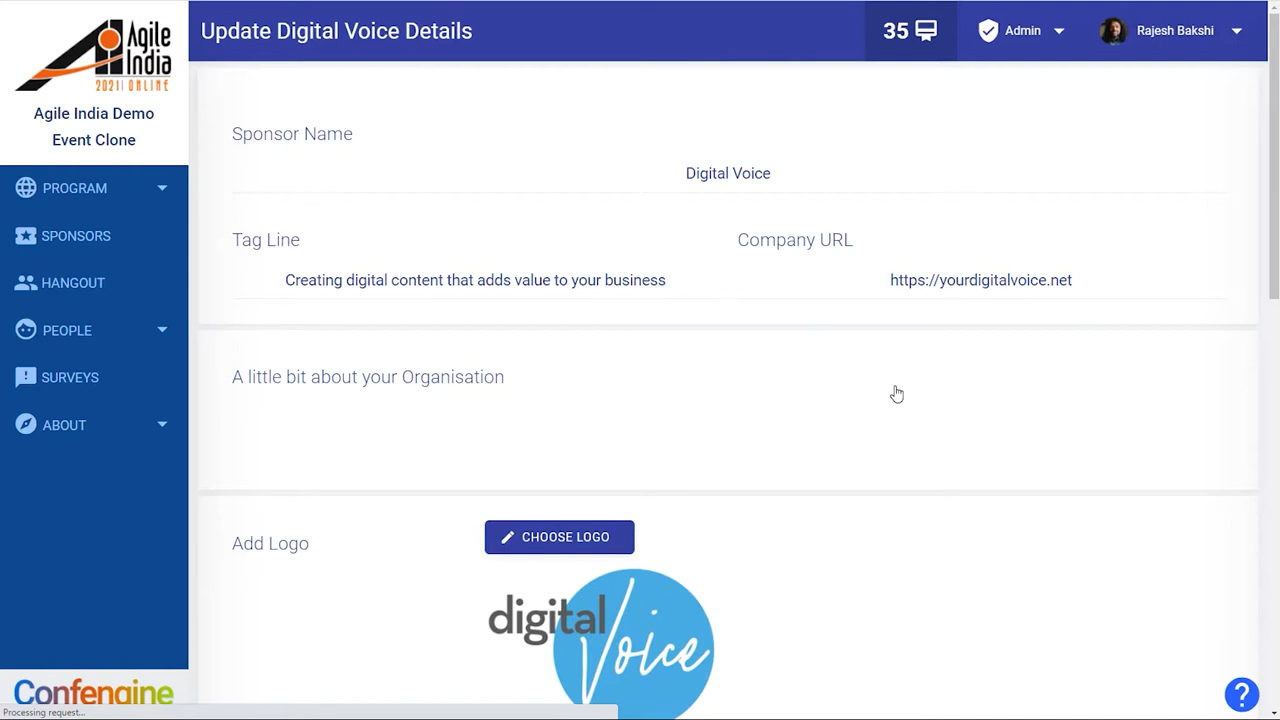 Agile
India
2021 ONLINE
Agile India Demo
Event Clone
Update Digital Voice Details
35
Admin
Rajesh Bakshi
PROGRAM
SPONSORS
HANGOUT
PEOPLE
SURVEYS
ABOUT
Sponsor Name
Digital Voice
Tag Line
Company URL
Creating digital content that adds value to your business
https://yourdigitalvoice.net
A little bit about your Organisation
Add Logo
CHOOSE LOGO
digital
Voice
Confengine
Processing request...
?